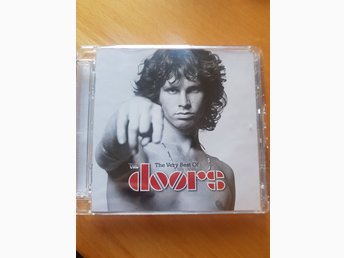 The Very Best Of
THE
doors